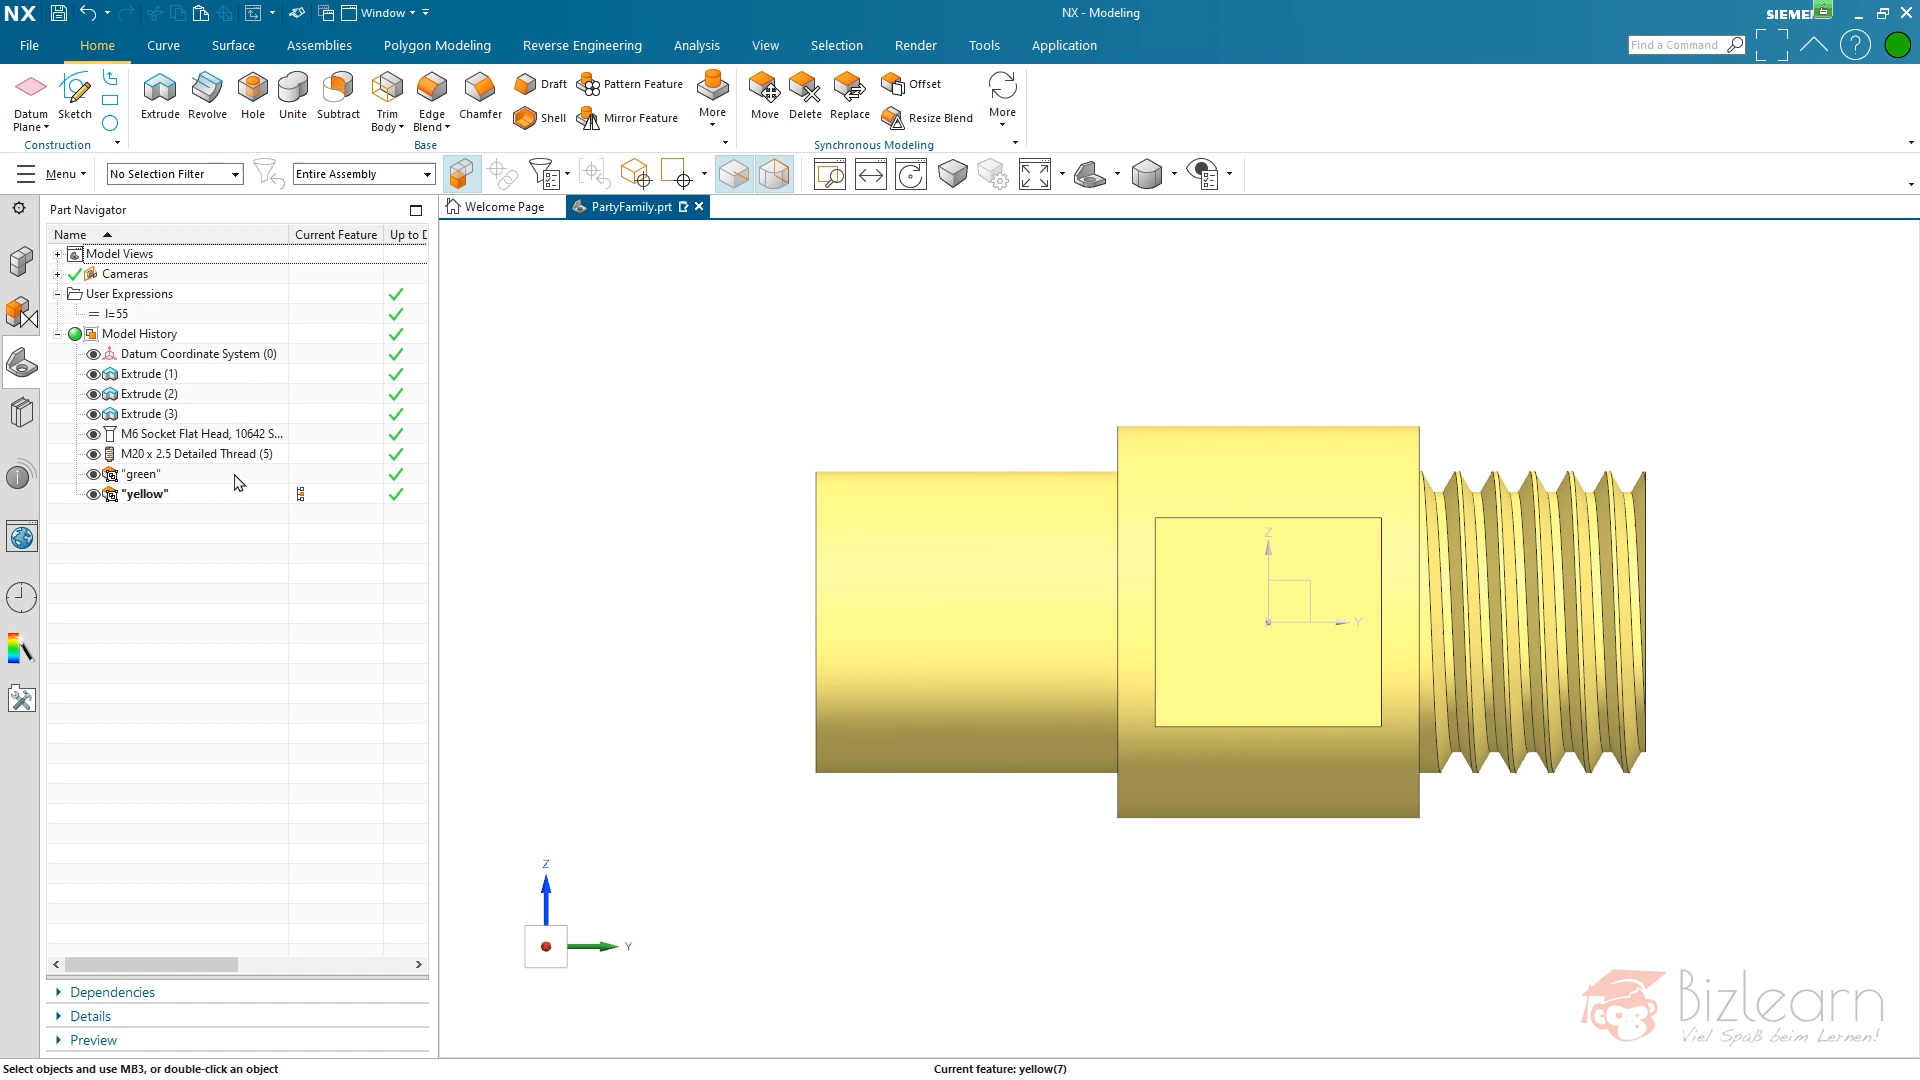 NX
Window
NX - Modeling
SIEME
File
Home
Curve
Surface
Assemblies
Polygon Modeling
Reverse Engineering
Analysis
View
Selection
Render
Tools
Application
Find a Command
Datum Plane
Sketch
Extrude
Revolve
Hole
Unite
Subtract
Trim Body
Edge Blend
Chamfer
Draft
Shell
Pattern Feature
Mirror Feature
More
Move
Delete
Replace
Offset
Resize Blend
More
Construction
Base
Synchronous Modeling
Menu
No Selection Filter
Entire Assembly
Part Navigator
Welcome Page
PartyFamily.prt
Name
Current Feature
Up to D
Model Views
Cameras
User Expressions
l=55
Model History
Datum Coordinate System (0)
Extrude (1)
Extrude (2)
Extrude (3)
M6 Socket Flat Head, 10642 S...
M20 x 2.5 Detailed Thread (5)
"green"
"yellow"
Z
Y
Z
Y
Dependencies
Details
Preview
Bizlearn
Viel Spaß beim Lernen!
Select objects and use MB3, or double-click an object
Current feature: yellow(7)